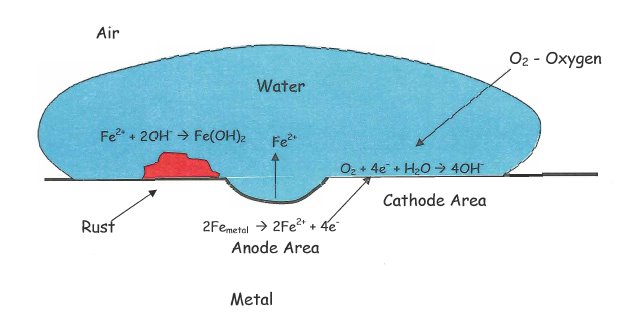 Air
O₂ - Oxygen
Water
Fe²⁺ + 2OH⁻ → Fe(OH)₂
Fe²⁺
O₂ + 4e⁻ + H₂O → 4OH⁻
Cathode Area
Rust
2Feₘₑₜₐₗ → 2Fe²⁺ + 4e⁻
Anode Area
Metal